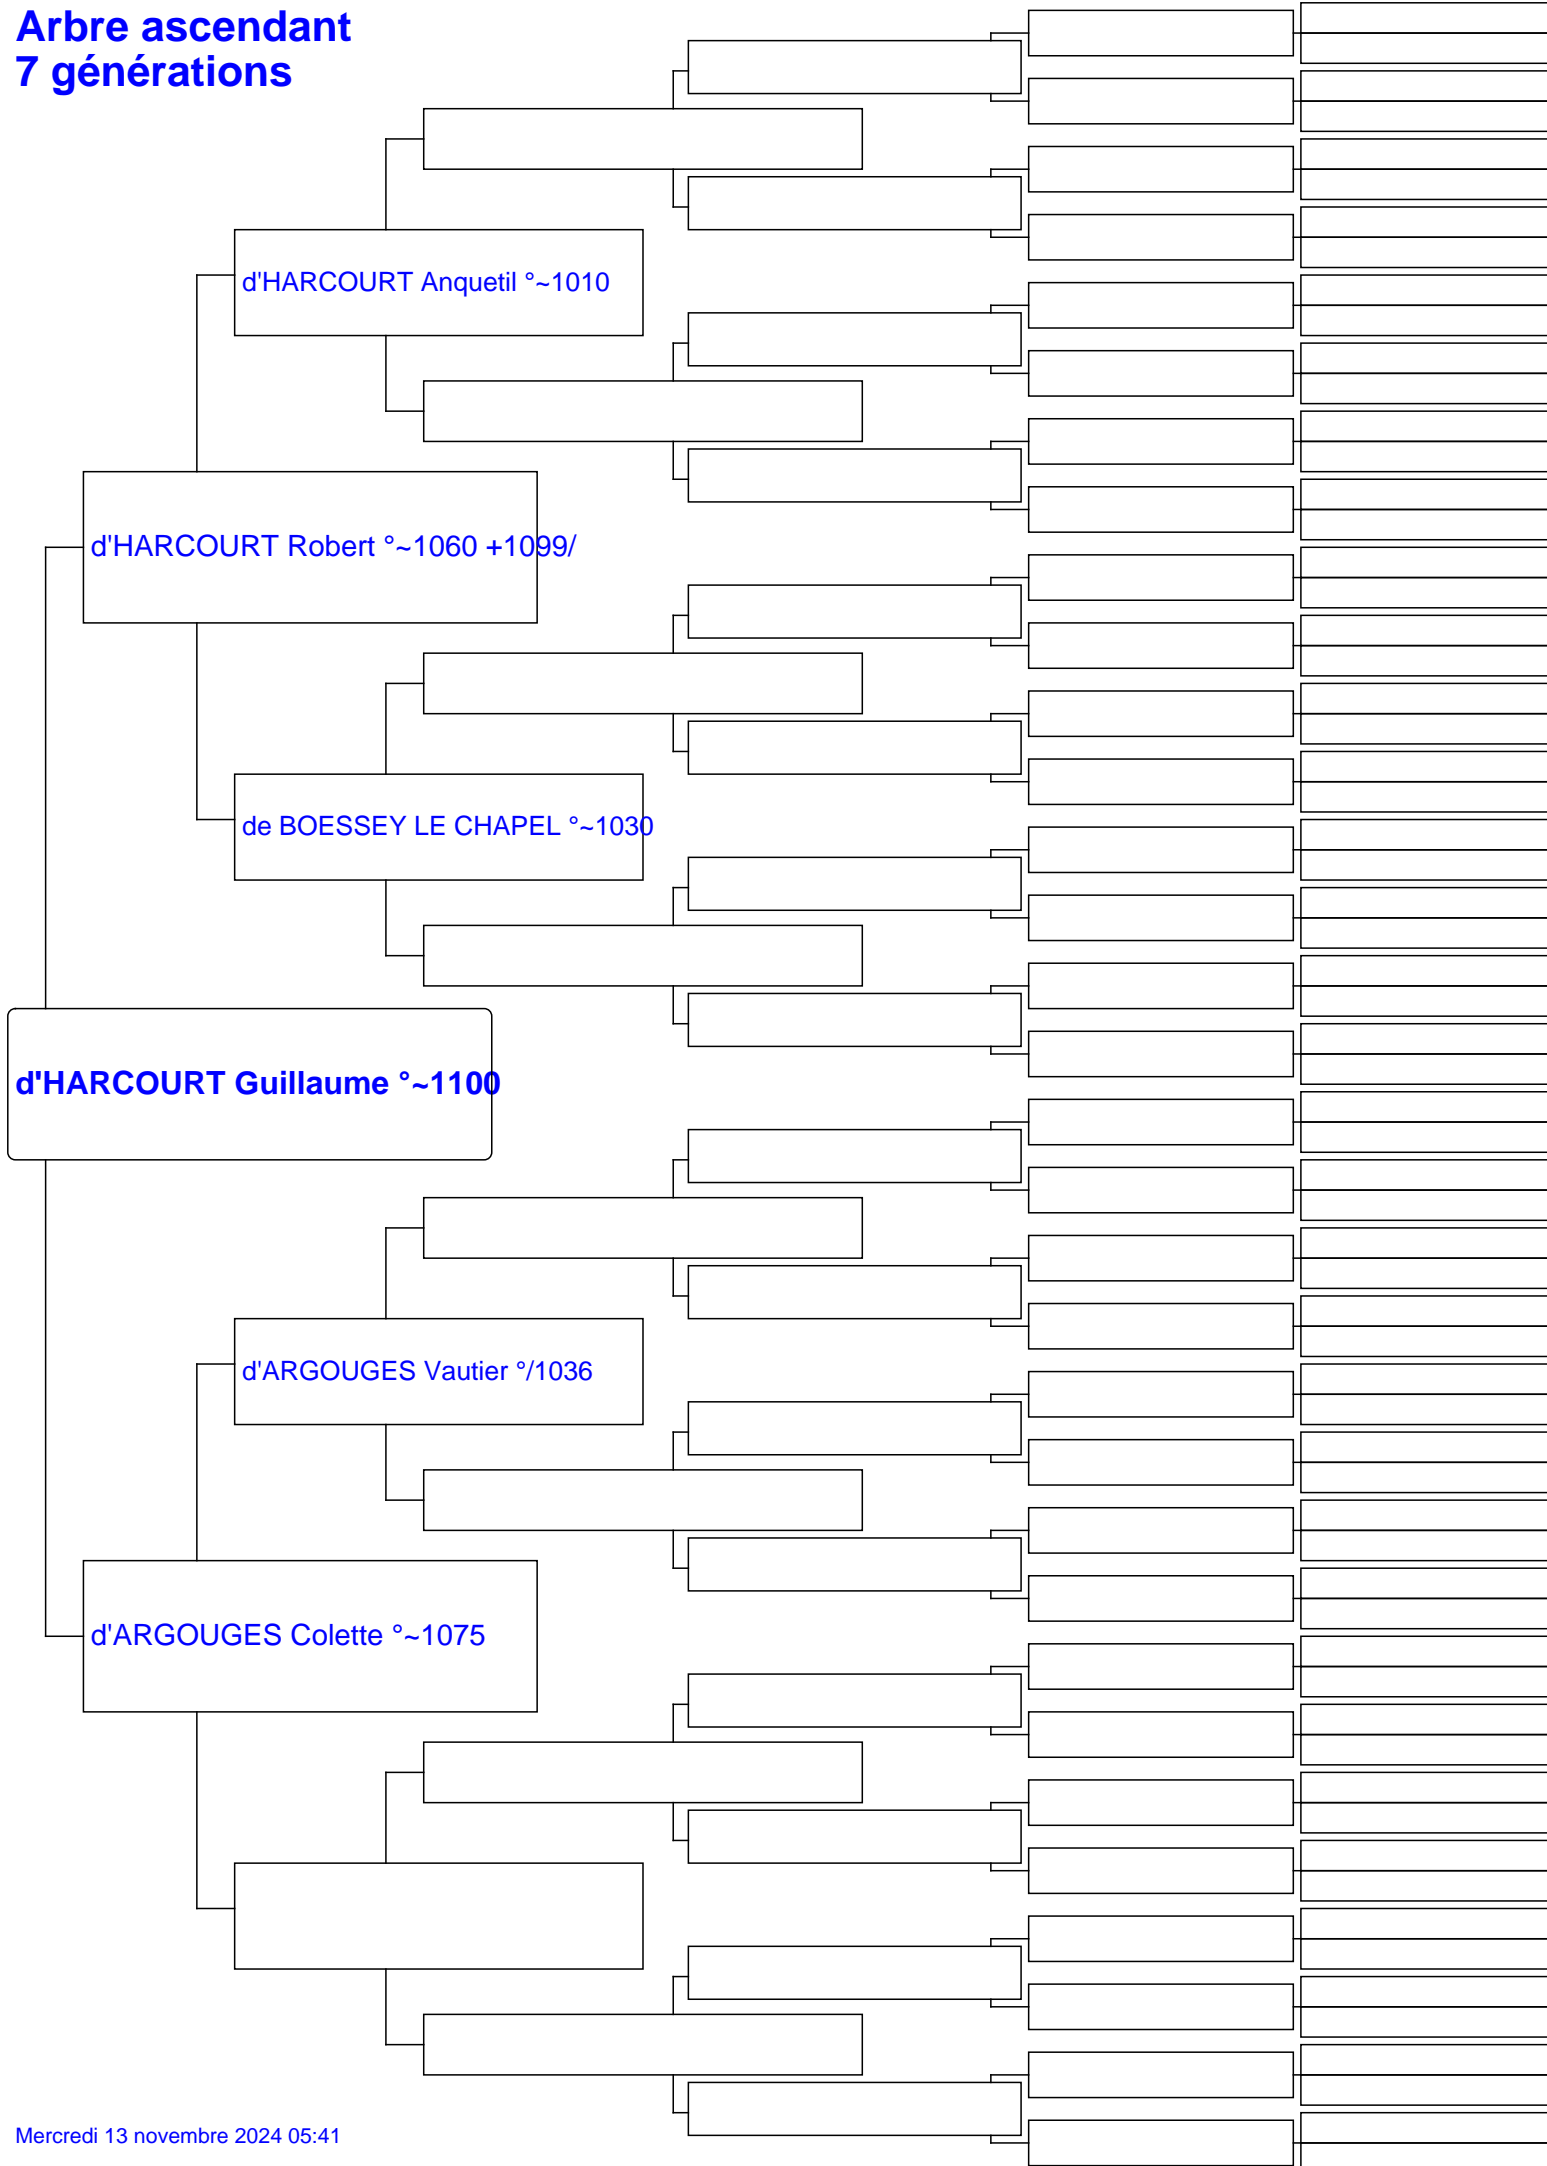 Arbre ascendant
7 générations
d'HARCOURT Anquetil °~1010
d'HARCOURT Robert °~1060 +1099/
de BOESSEY LE CHAPEL °~1030
d'HARCOURT Guillaume °~1100
d'ARGOUGES Vautier °/1036
d'ARGOUGES Colette °~1075
Mercredi 13 novembre 2024 05:41